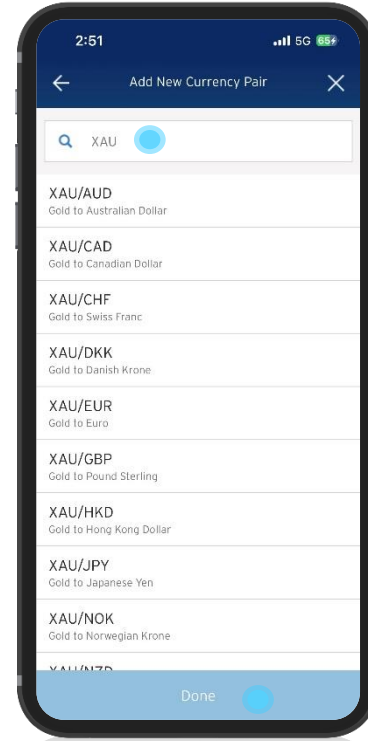 2:51 5G 65
Add New Currency Pair
XAU
XAU/AUD
Gold to Australian Dollar
XAU/CAD
Gold to Canadian Dollar
XAU/CHF
Gold to Swiss Franc
XAU/DKK
Gold to Danish Krone
XAU/EUR
Gold to Euro
XAU/GBP
Gold to Pound Sterling
XAU/HKD
Gold to Hong Kong Dollar
XAU/JPY
Gold to Japanese Yen
XAU/NOK
Gold to Norwegian Krone
XAU/NZD
Done